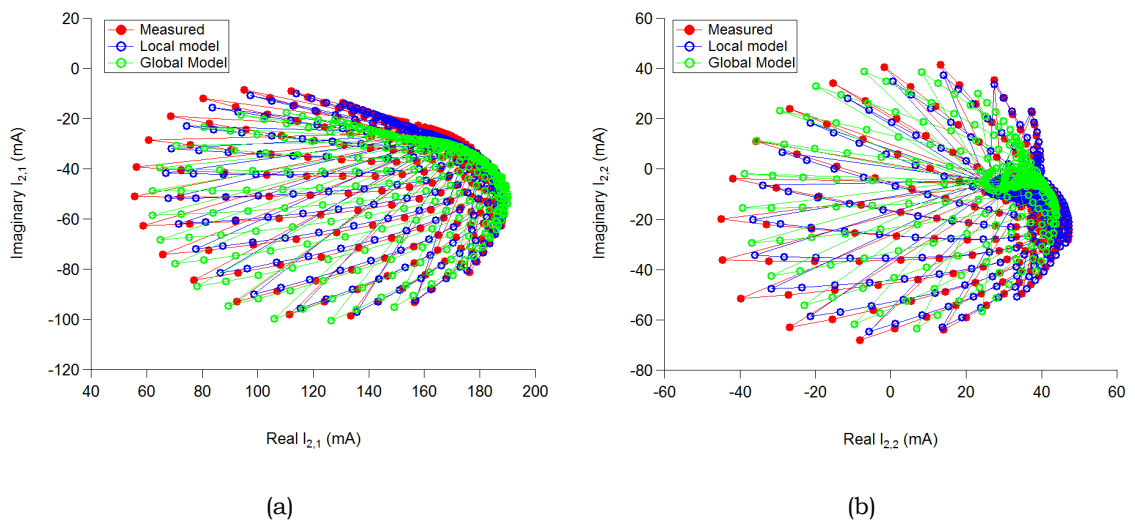 Measured
Local model
Global Model
20
0
-20
-40
-60
-80
-100
-120
40
60
80
100
120
140
160
180
200
Imaginary I2,1 (mA)
Real I2,1 (mA)
(a)
Measured
Local model
Global Model
60
40
20
0
-20
-40
-60
-80
-60
-40
-20
0
20
40
60
Imaginary I2,2 (mA)
Real I2,2 (mA)
(b)